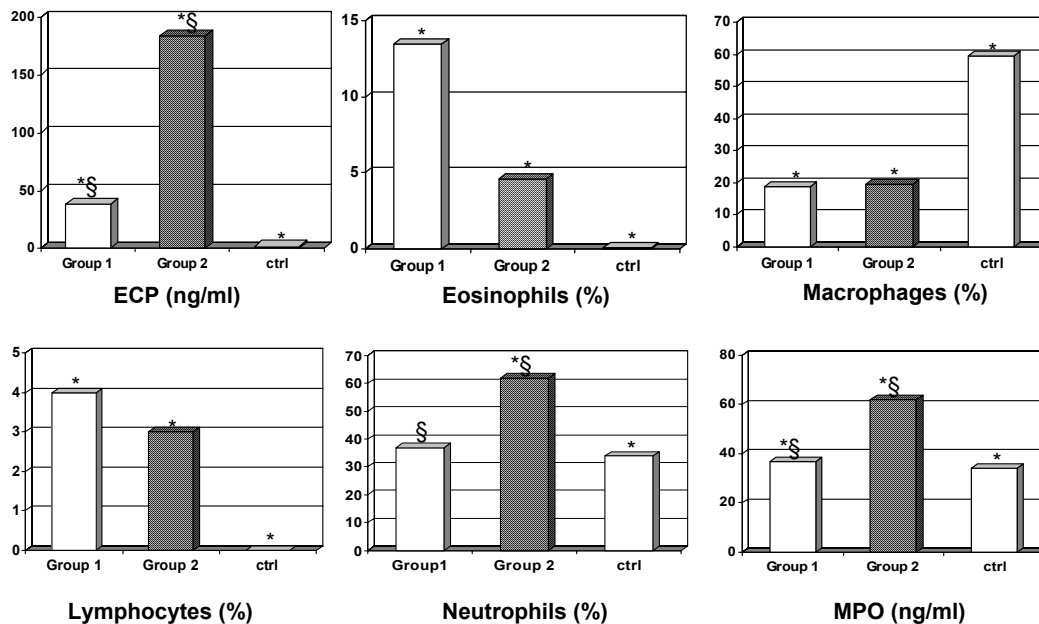 200
150
100
50
0
*§
*§
*
Group 1
Group 2
ctrl
ECP (ng/ml)
15
10
5
0
*
*
*
Group 1
Group 2
ctrl
Eosinophils (%)
70
60
50
40
30
20
10
0
*
*
*
Group 1
Group 2
ctrl
Macrophages (%)
5
4
3
2
1
0
*
*
*
Group 1
Group 2
ctrl
Lymphocytes (%)
70
60
50
40
30
20
10
0
§
*§
*
Group1
Group 2
ctrl
Neutrophils (%)
80
60
40
20
0
*§
*§
*
Group 1
Group 2
ctrl
MPO (ng/ml)